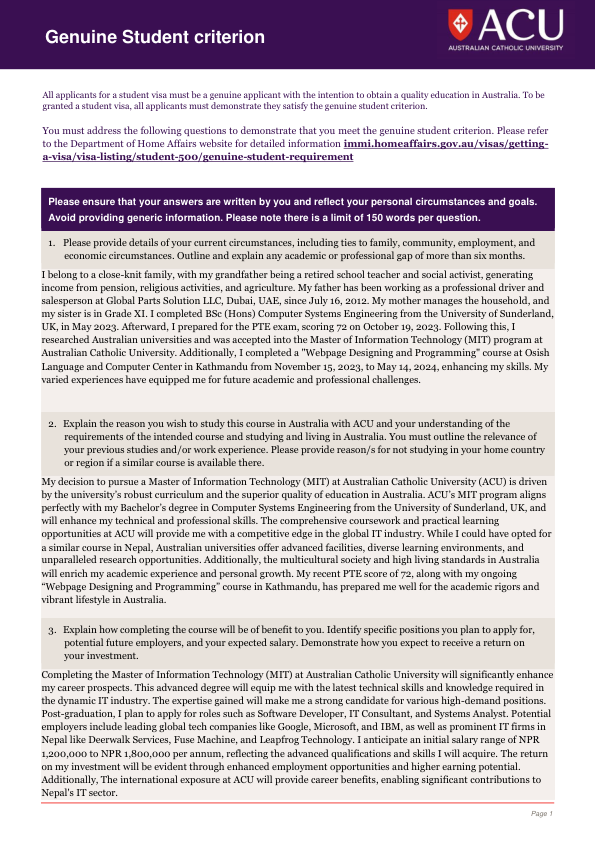 Genuine Student criterion
ACU
AUSTRALIAN CATHOLIC UNIVERSITY
All applicants for a student visa must be a genuine applicant with the intention to obtain a quality education in Australia. To be
granted a student visa, all applicants must demonstrate they satisfy the genuine student criterion.
You must address the following questions to demonstrate that you meet the genuine student criterion. Please refer
to the Department of Home Affairs website for detailed information immi.homeaffairs.gov.au/visas/getting-
a-visa/visa-listing/student-500/genuine-student-requirement
Please ensure that your answers are written by you and reflect your personal circumstances and goals.
Avoid providing generic information. Please note there is a limit of 150 words per question.
1. Please provide details of your current circumstances, including ties to family, community, employment, and
economic circumstances. Outline and explain any academic or professional gap of more than six months.
I belong to a close-knit family, with my grandfather being a retired school teacher and social activist, generating
income from pension, religious activities, and agriculture. My father has been working as a professional driver and
salesperson at Global Parts Solution LLC, Dubai, UAE, since July 16, 2012. My mother manages the household, and
my sister is in Grade XI. I completed BSc (Hons) Computer Systems Engineering from the University of Sunderland,
UK, in May 2023. Afterward, I prepared for the PTE exam, scoring 72 on October 19, 2023. Following this, I
researched Australian universities and was accepted into the Master of Information Technology (MIT) program at
Australian Catholic University. Additionally, I completed a "Webpage Designing and Programming" course at Osish
Language and Computer Center in Kathmandu from November 15, 2023, to May 14, 2024, enhancing my skills. My
varied experiences have equipped me for future academic and professional challenges.
2. Explain the reason you wish to study this course in Australia with ACU and your understanding of the
requirements of the intended course and studying and living in Australia. You must outline the relevance of
your previous studies and/or work experience. Please provide reason/s for not studying in your home country
or region if a similar course is available there.
My decision to pursue a Master of Information Technology (MIT) at Australian Catholic University (ACU) is driven
by the university's robust curriculum and the superior quality of education in Australia. ACU's MIT program aligns
perfectly with my Bachelor's degree in Computer Systems Engineering from the University of Sunderland, UK, and
will enhance my technical and professional skills. The comprehensive coursework and practical learning
opportunities at ACU will provide me with a competitive edge in the global IT industry. While I could have opted for
a similar course in Nepal, Australian universities offer advanced facilities, diverse learning environments, and
unparalleled research opportunities. Additionally, the multicultural society and high living standards in Australia
will enrich my academic experience and personal growth. My recent PTE score of 72, along with my ongoing
"Webpage Designing and Programming" course in Kathmandu, has prepared me well for the academic rigors and
vibrant lifestyle in Australia.
3. Explain how completing the course will be of benefit to you. Identify specific positions you plan to apply for,
potential future employers, and your expected salary. Demonstrate how you expect to receive a return on
your investment.
Completing the Master of Information Technology (MIT) at Australian Catholic University will significantly enhance
my career prospects. This advanced degree will equip me with the latest technical skills and knowledge required in
the dynamic IT industry. The expertise gained will make me a strong candidate for various high-demand positions.
Post-graduation, I plan to apply for roles such as Software Developer, IT Consultant, and Systems Analyst. Potential
employers include leading global tech companies like Google, Microsoft, and IBM, as well as prominent IT firms in
Nepal like Deerwalk Services, Fuse Machine, and Leapfrog Technology. I anticipate an initial salary range of NPR
1,200,000 to NPR 1,800,000 per annum, reflecting the advanced qualifications and skills I will acquire. The return
on my investment will be evident through enhanced employment opportunities and higher earning potential.
Additionally, The international exposure at ACU will provide career benefits, enabling significant contributions to
Nepal's IT sector.
Page 1